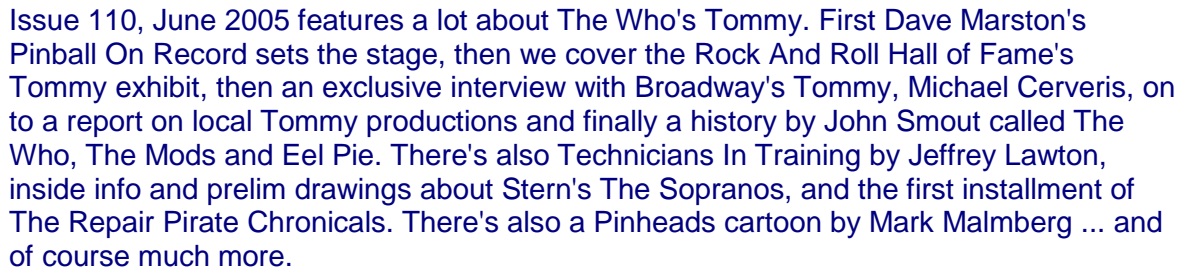 Issue 110, June 2005 features a lot about The Who's Tommy. First Dave Marston's
Pinball On Record sets the stage, then we cover the Rock And Roll Hall of Fame's
Tommy exhibit, then an exclusive interview with Broadway's Tommy, Michael Cerveris, on
to a report on local Tommy productions and finally a history by John Smout called The
Who, The Mods and Eel Pie. There's also Technicians In Training by Jeffrey Lawton,
inside info and prelim drawings about Stern's The Sopranos, and the first installment of
The Repair Pirate Chronicals. There's also a Pinheads cartoon by Mark Malmberg ... and
of course much more.